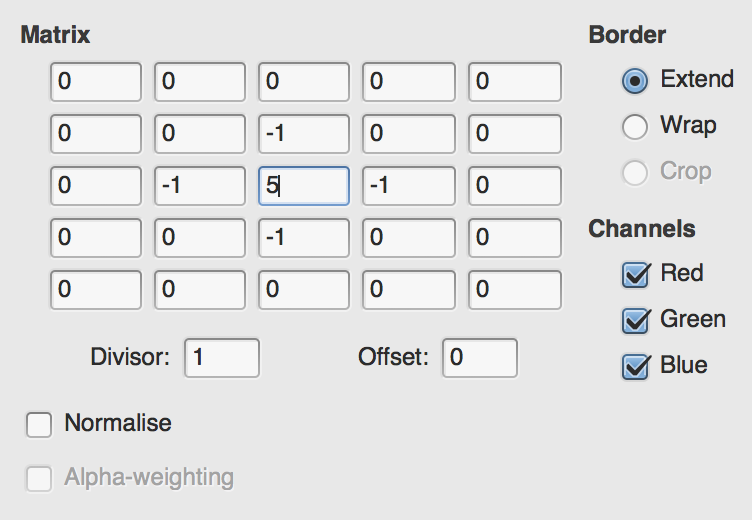 Matrix
0 0 0 0 0
0 0 -1 0 0
0 -1 5 -1 0
0 0 -1 0 0
0 0 0 0 0
Divisor: 1 Offset: 0
Normalise
Alpha-weighting
Border
Extend
Wrap
Crop
Channels
Red
Green
Blue